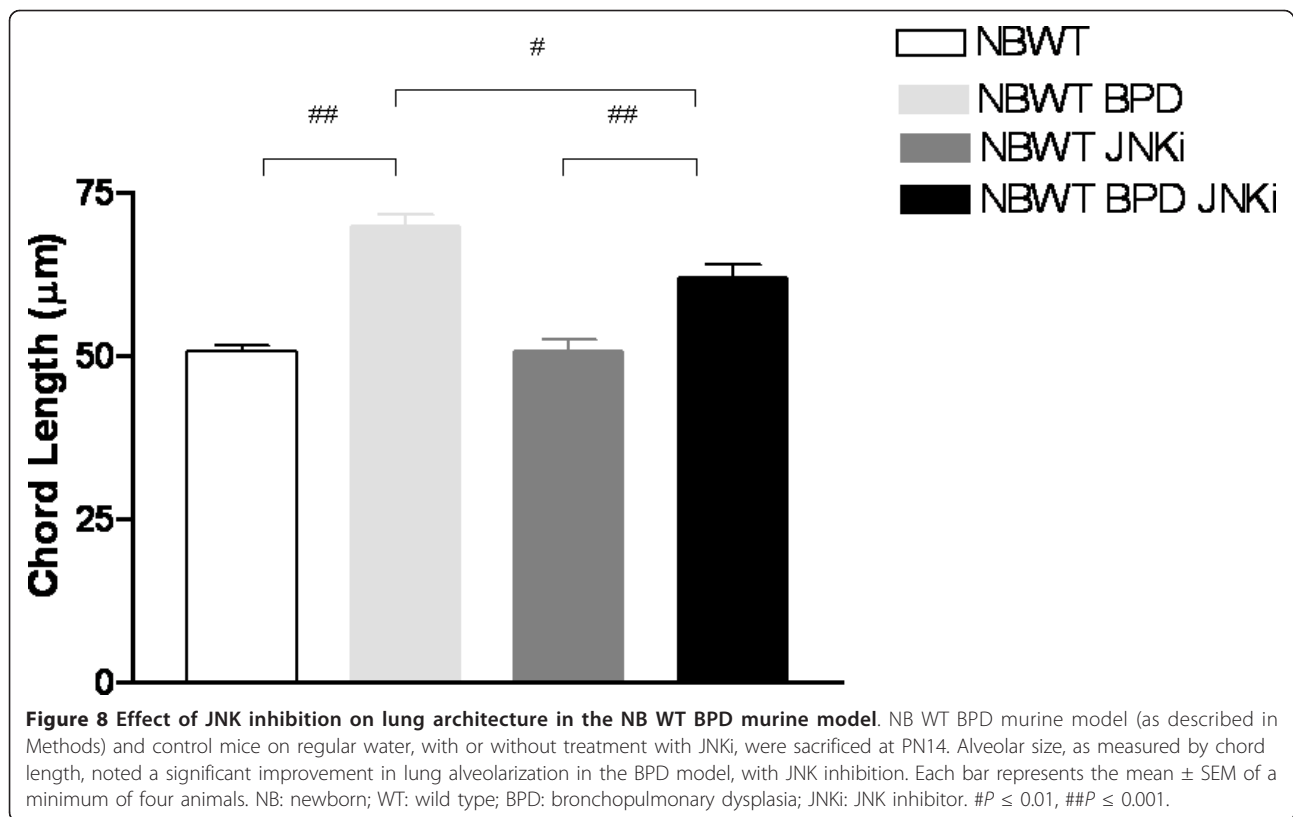 #
##
##
NBWT
NBWT BPD
NBWT JNKi
NBWT BPD JNKi
Chord Length (μm)
75
50
25
0
Figure 8 Effect of JNK inhibition on lung architecture in the NB WT BPD murine model. NB WT BPD murine model (as described in
Methods) and control mice on regular water, with or without treatment with JNKi, were sacrificed at PN14. Alveolar size, as measured by chord
length, noted a significant improvement in lung alveolarization in the BPD model, with JNK inhibition. Each bar represents the mean ± SEM of a
minimum of four animals. NB: newborn; WT: wild type; BPD: bronchopulmonary dysplasia; JNKi: JNK inhibitor. #P ≤ 0.01, ##P ≤ 0.001.